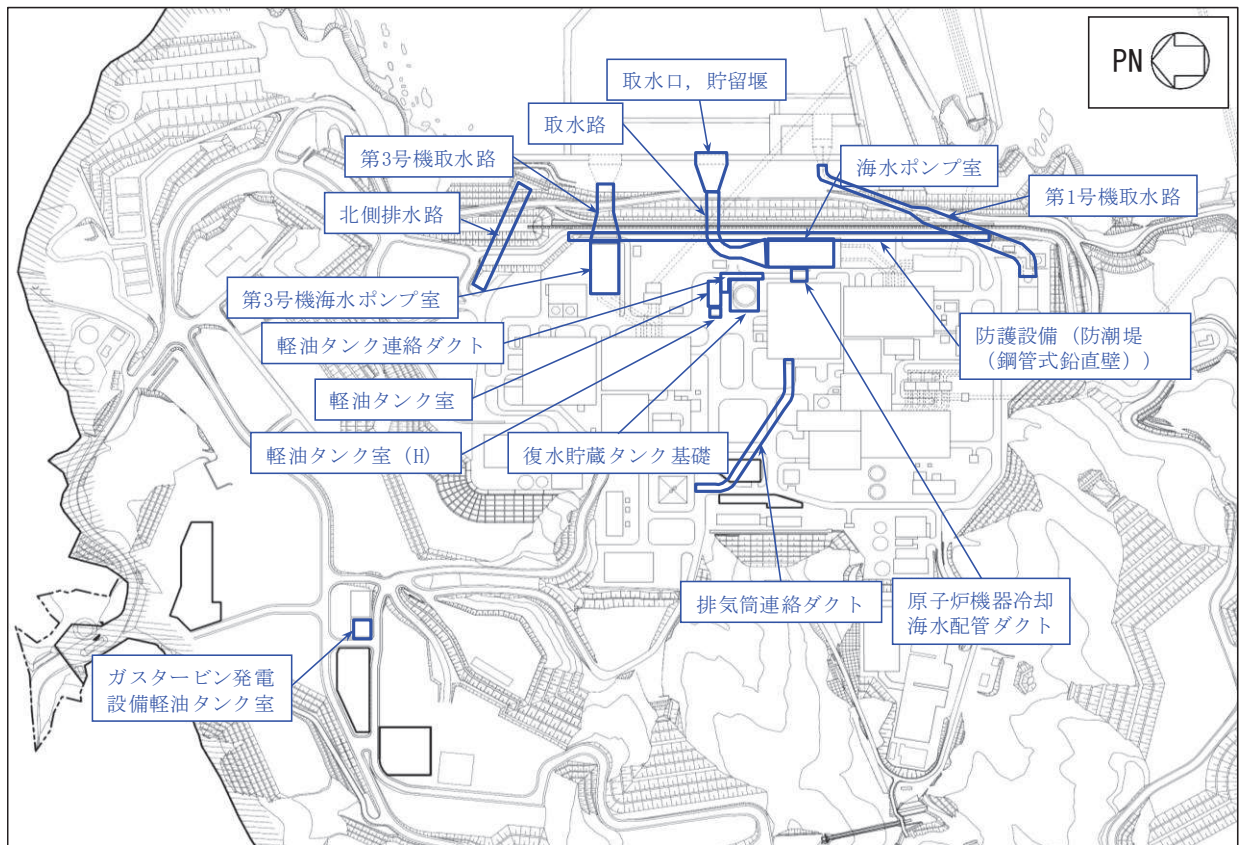 PN
取水口，貯留堰
取水路
海水ポンプ室
第3号機取水路
第1号機取水路
北側排水路
第3号機海水ポンプ室
軽油タンク連絡ダクト
防護設備（防潮堤
（鋼管式鉛直壁））
軽油タンク室
軽油タンク室（H）
復水貯蔵タンク基礎
排気筒連絡ダクト
原子炉機器冷却
海水配管ダクト
ガスタービン発電
設備軽油タンク室